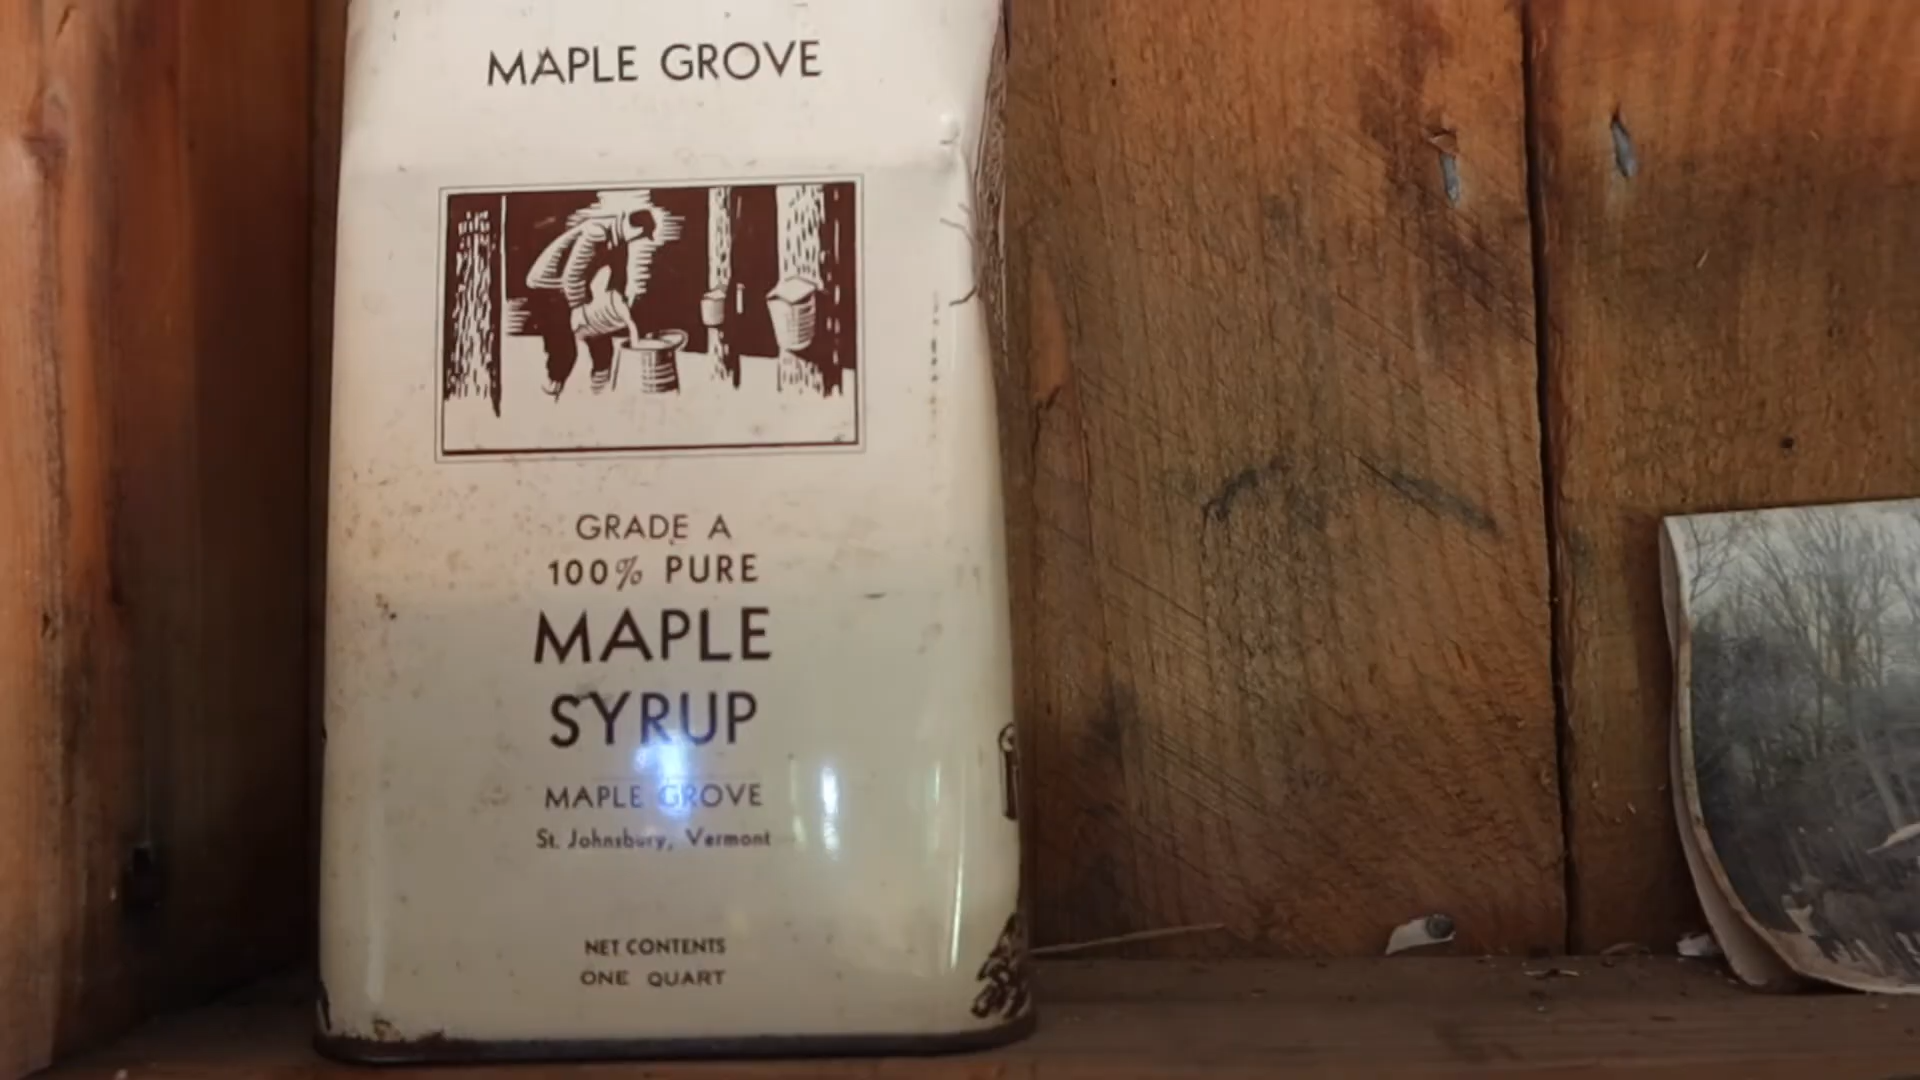 MAPLE GROVE
GRADE A
100% PURE
MAPLE
SYRUP
MAPLE GROVE
St. Johnsbury, Vermont
NET CONTENTS
ONE QUART